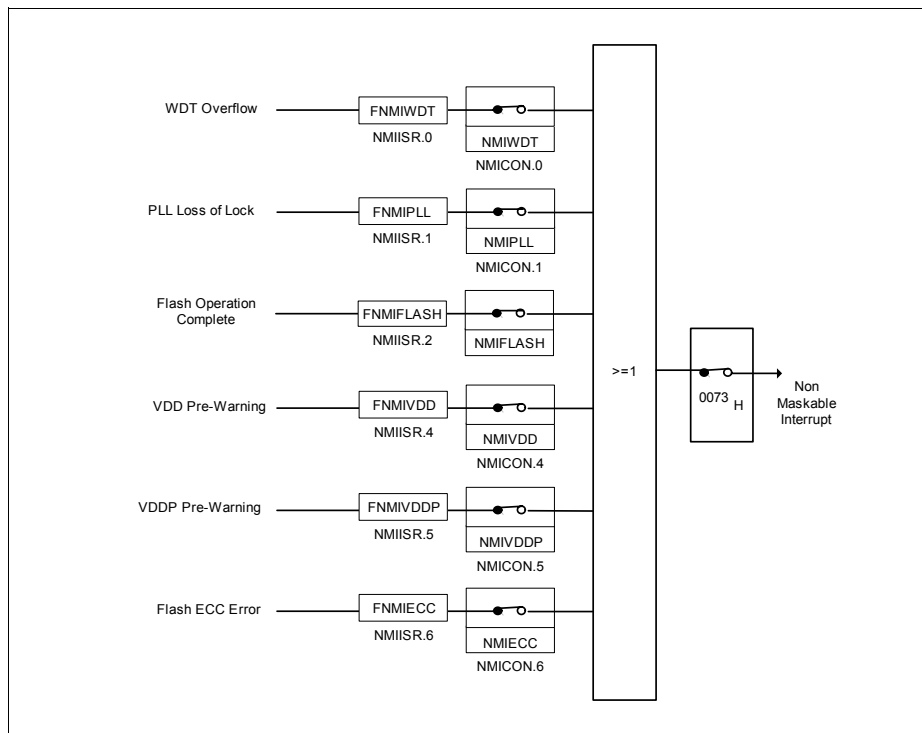 WDT Overflow
FNMIWDT
NMIISR.0
NMIWDT
NMICON.0
PLL Loss of Lock
FNMIPLL
NMIISR.1
NMIPLL
NMICON.1
Flash Operation
Complete
FNMIFLASH
NMIISR.2
NMIFLASH
VDD Pre-Warning
FNMIVDD
NMIISR.4
NMIVDD
NMICON.4
VDDP Pre-Warning
FNMIVDDP
NMIISR.5
NMIVDDP
NMICON.5
Flash ECC Error
FNMIECC
NMIISR.6
NMIECC
NMICON.6
>=1
0073 H
Non
Maskable
Interrupt